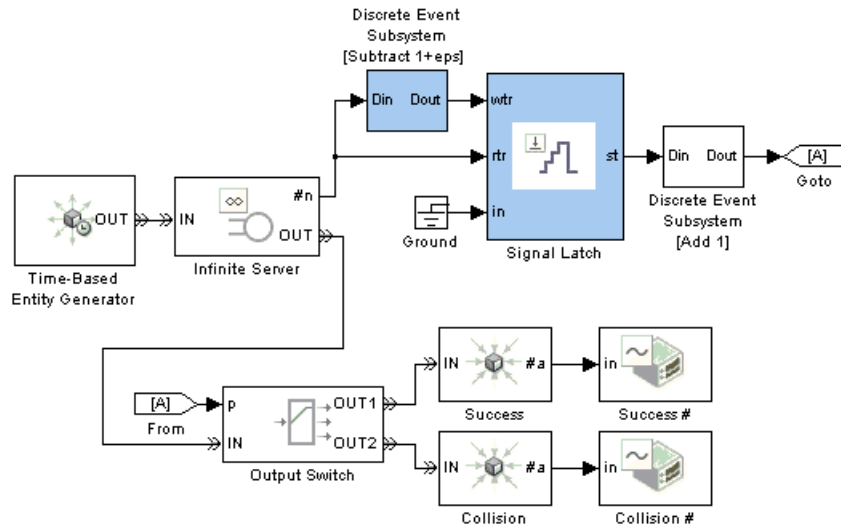 Discrete Event
Subsystem
[Subtract 1+eps]
Din Dout
wtr
rtr
in
st
Signal Latch
Din Dout
Discrete Event
Subsystem
[Add 1]
[A]
Goto
OUT
Time-Based
Entity Generator
IN
#n
OUT
Infinite Server
Ground
[A]
From
p
IN
OUT1
OUT2
Output Switch
IN #a
Success
in
Success #
IN #a
Collision
in
Collision #